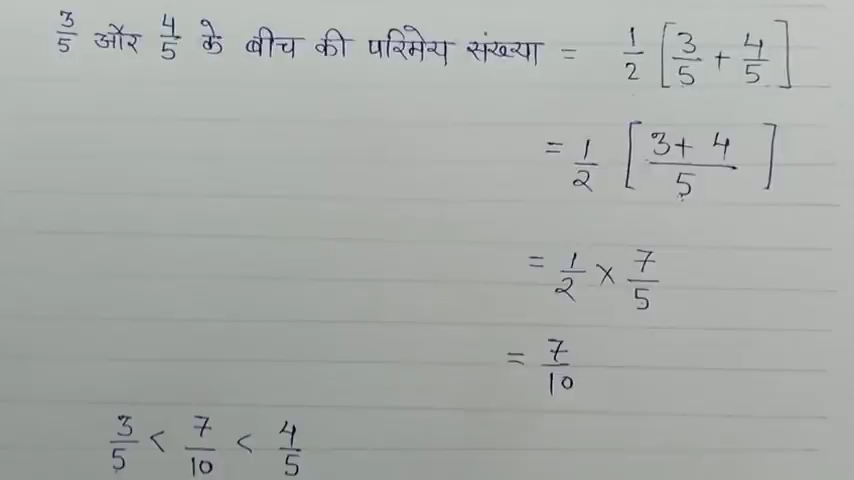 3/5 और 4/5 के बीच की परिमेय संख्या = 1/2 [3/5 + 4/5]
= 1/2 [(3+ 4)/5]
= 1/2 × 7/5
= 7/10
3/5 < 7/10 < 4/5